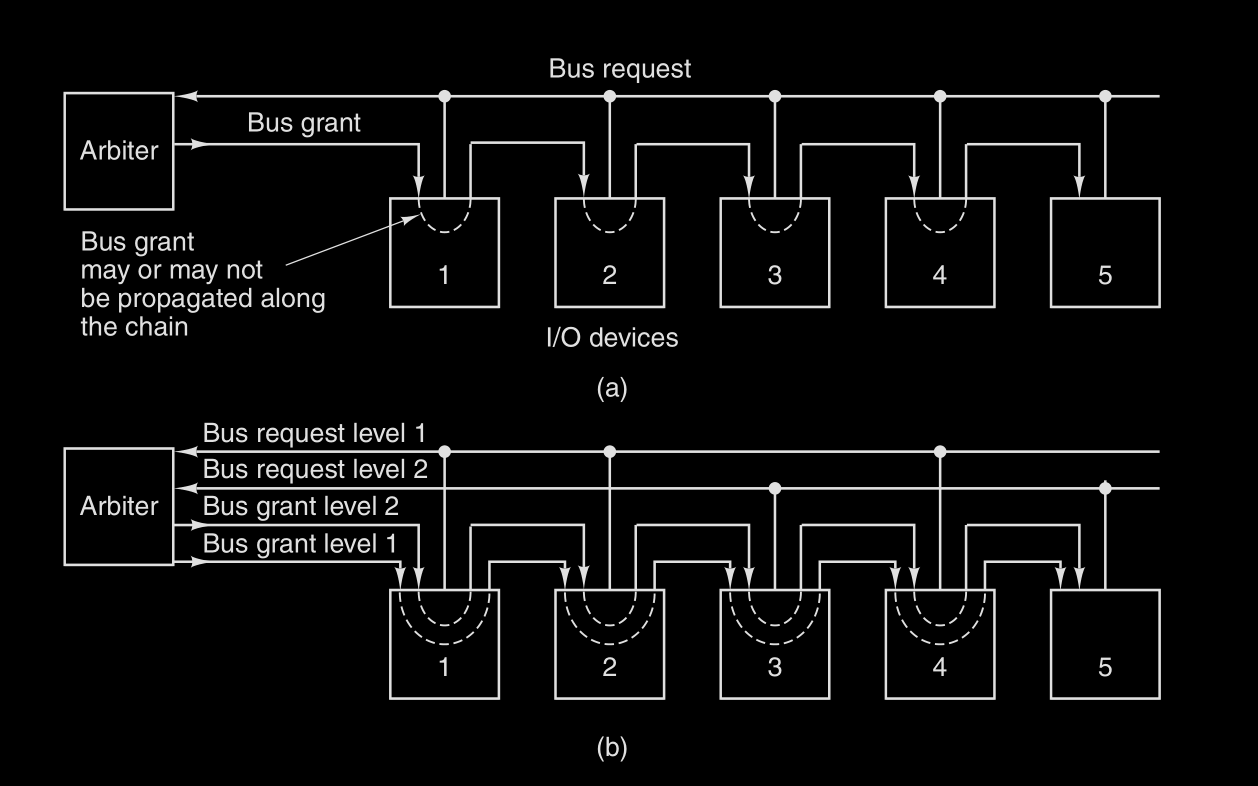 Bus request
Arbiter
Bus grant
Bus grant
may or may not
be propagated along
the chain
1
2
3
4
5
I/O devices
(a)
Bus request level 1
Bus request level 2
Arbiter
Bus grant level 2
Bus grant level 1
1
2
3
4
5
(b)